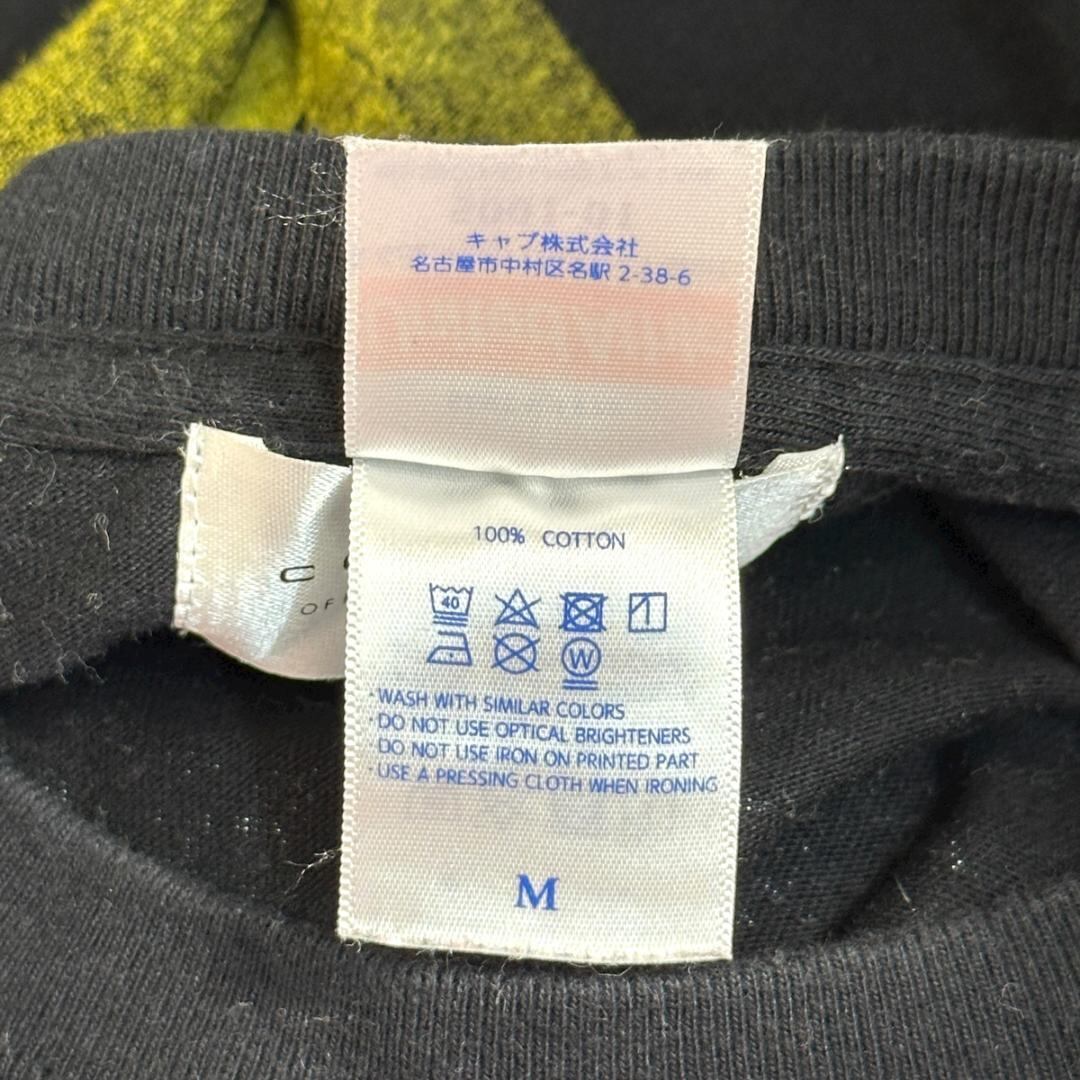 キャブ株式会社
名古屋市中村区名駅 2-38-6
100% COTTON
40
W
・WASH WITH SIMILAR COLORS
・DO NOT USE OPTICAL BRIGHTENERS
DO NOT USE IRON ON PRINTED PART
・USE A PRESSING CLOTH WHEN IRONING
M